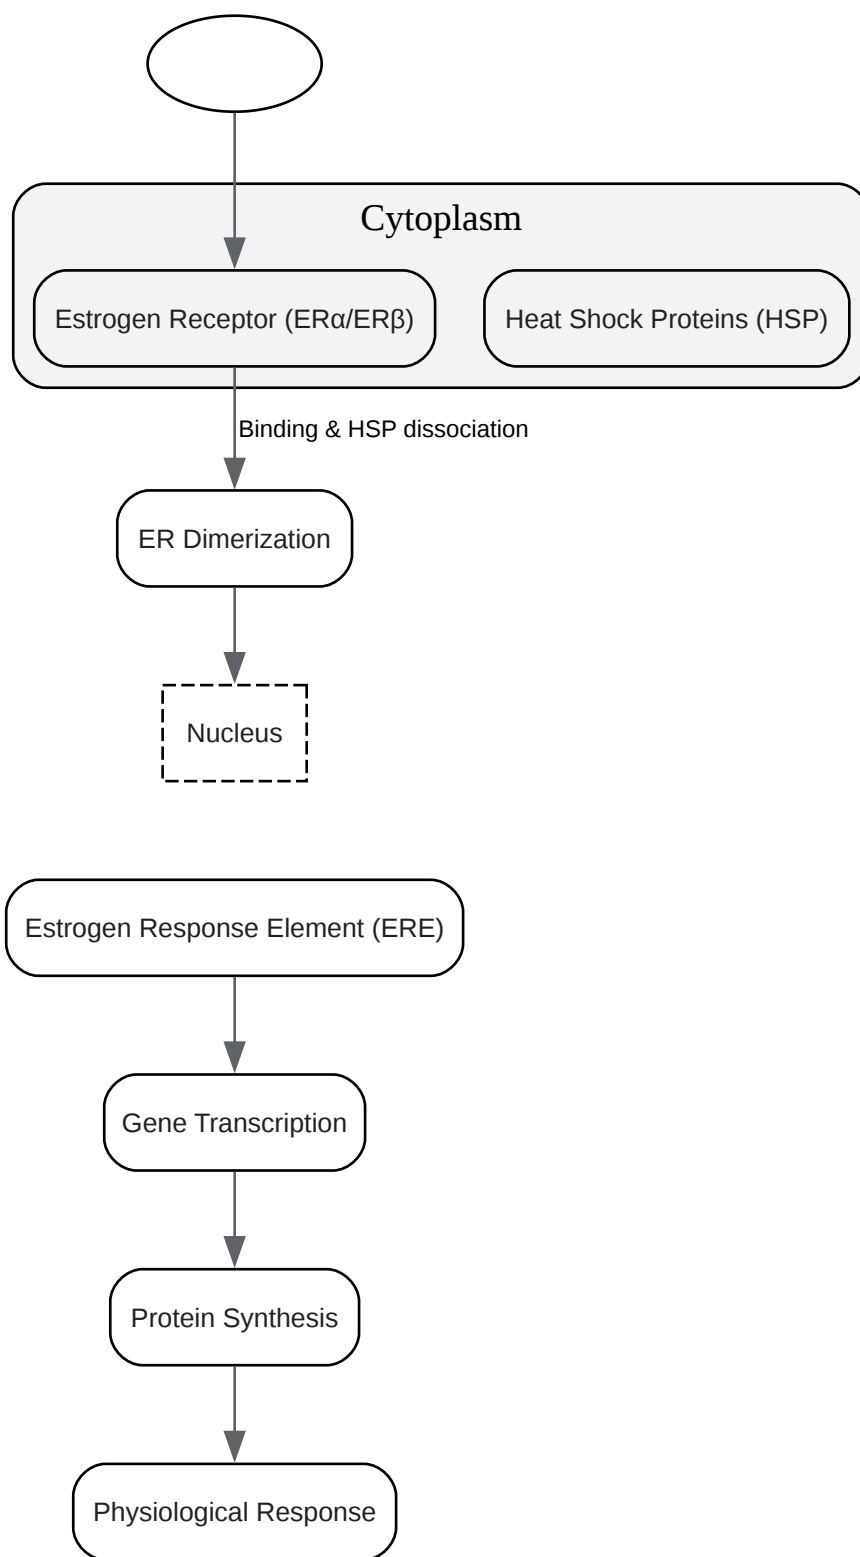 Cytoplasm
Estrogen Receptor (ERα/ERβ)
Heat Shock Proteins (HSP)
Binding & HSP dissociation
ER Dimerization
Nucleus
Estrogen Response Element (ERE)
Gene Transcription
Protein Synthesis
Physiological Response